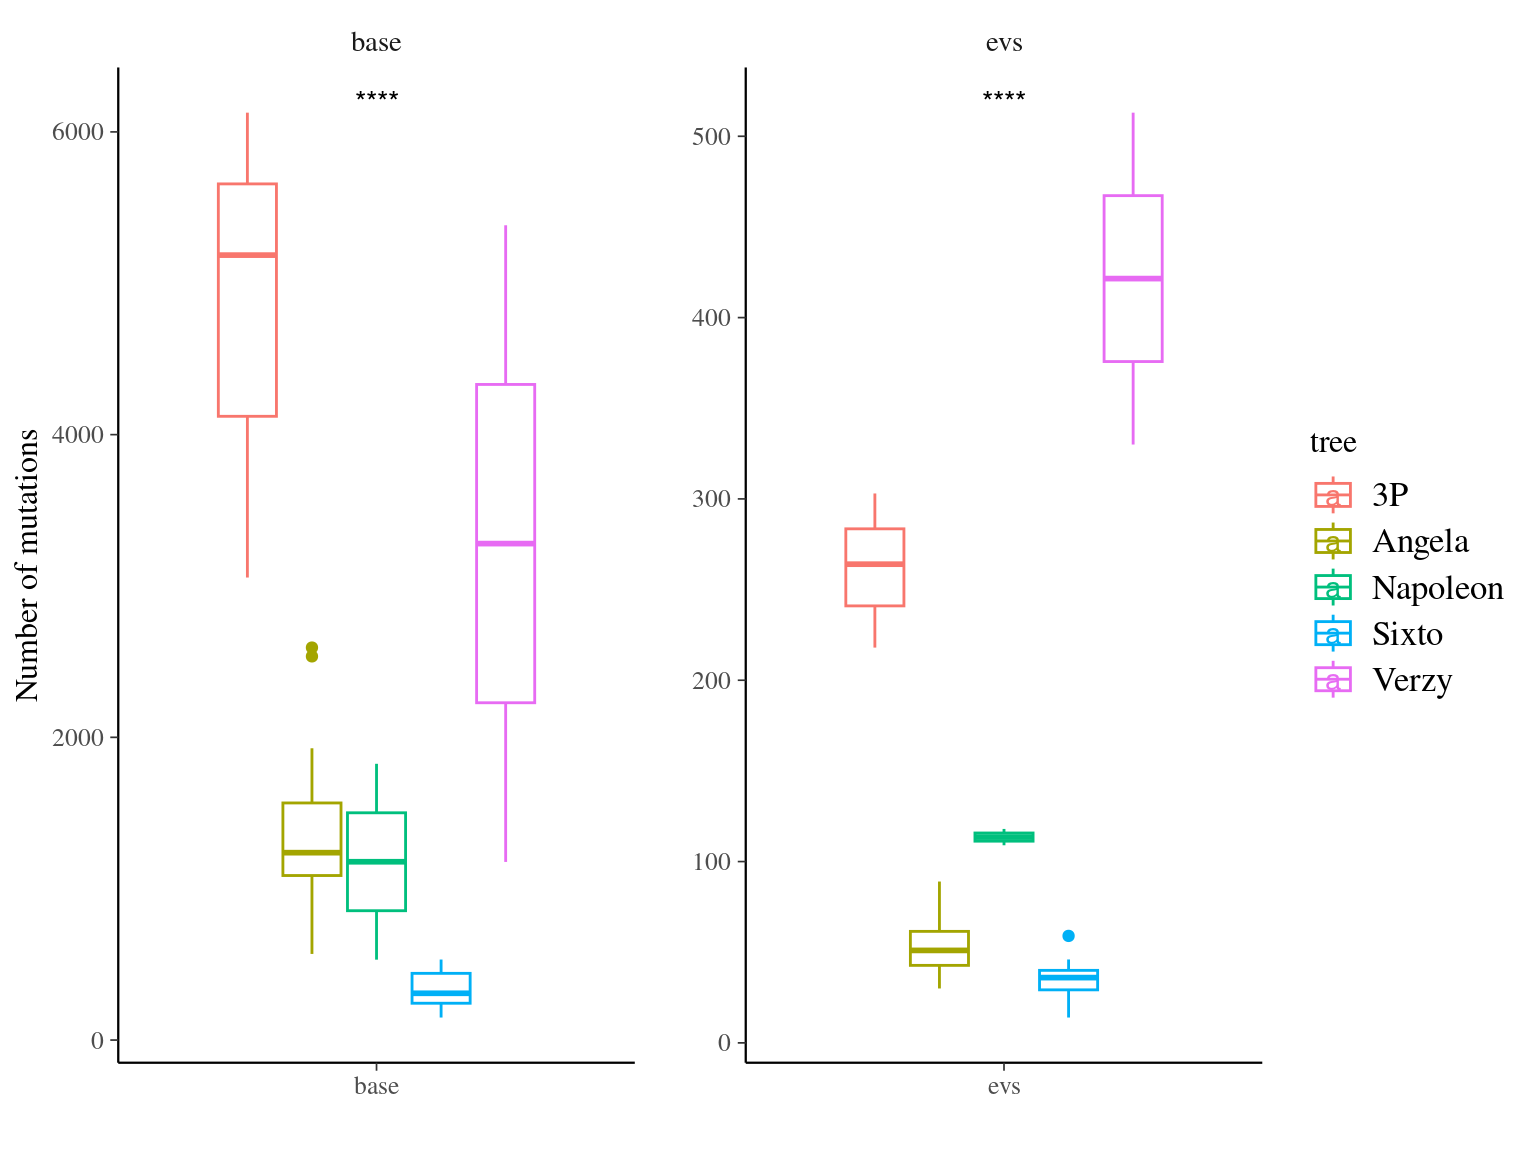 base
evs
****
****
6000
4000
2000
0
Number of mutations
base
500
400
300
200
100
0
evs
tree
a 3P
a Angela
a Napoleon
a Sixto
a Verzy